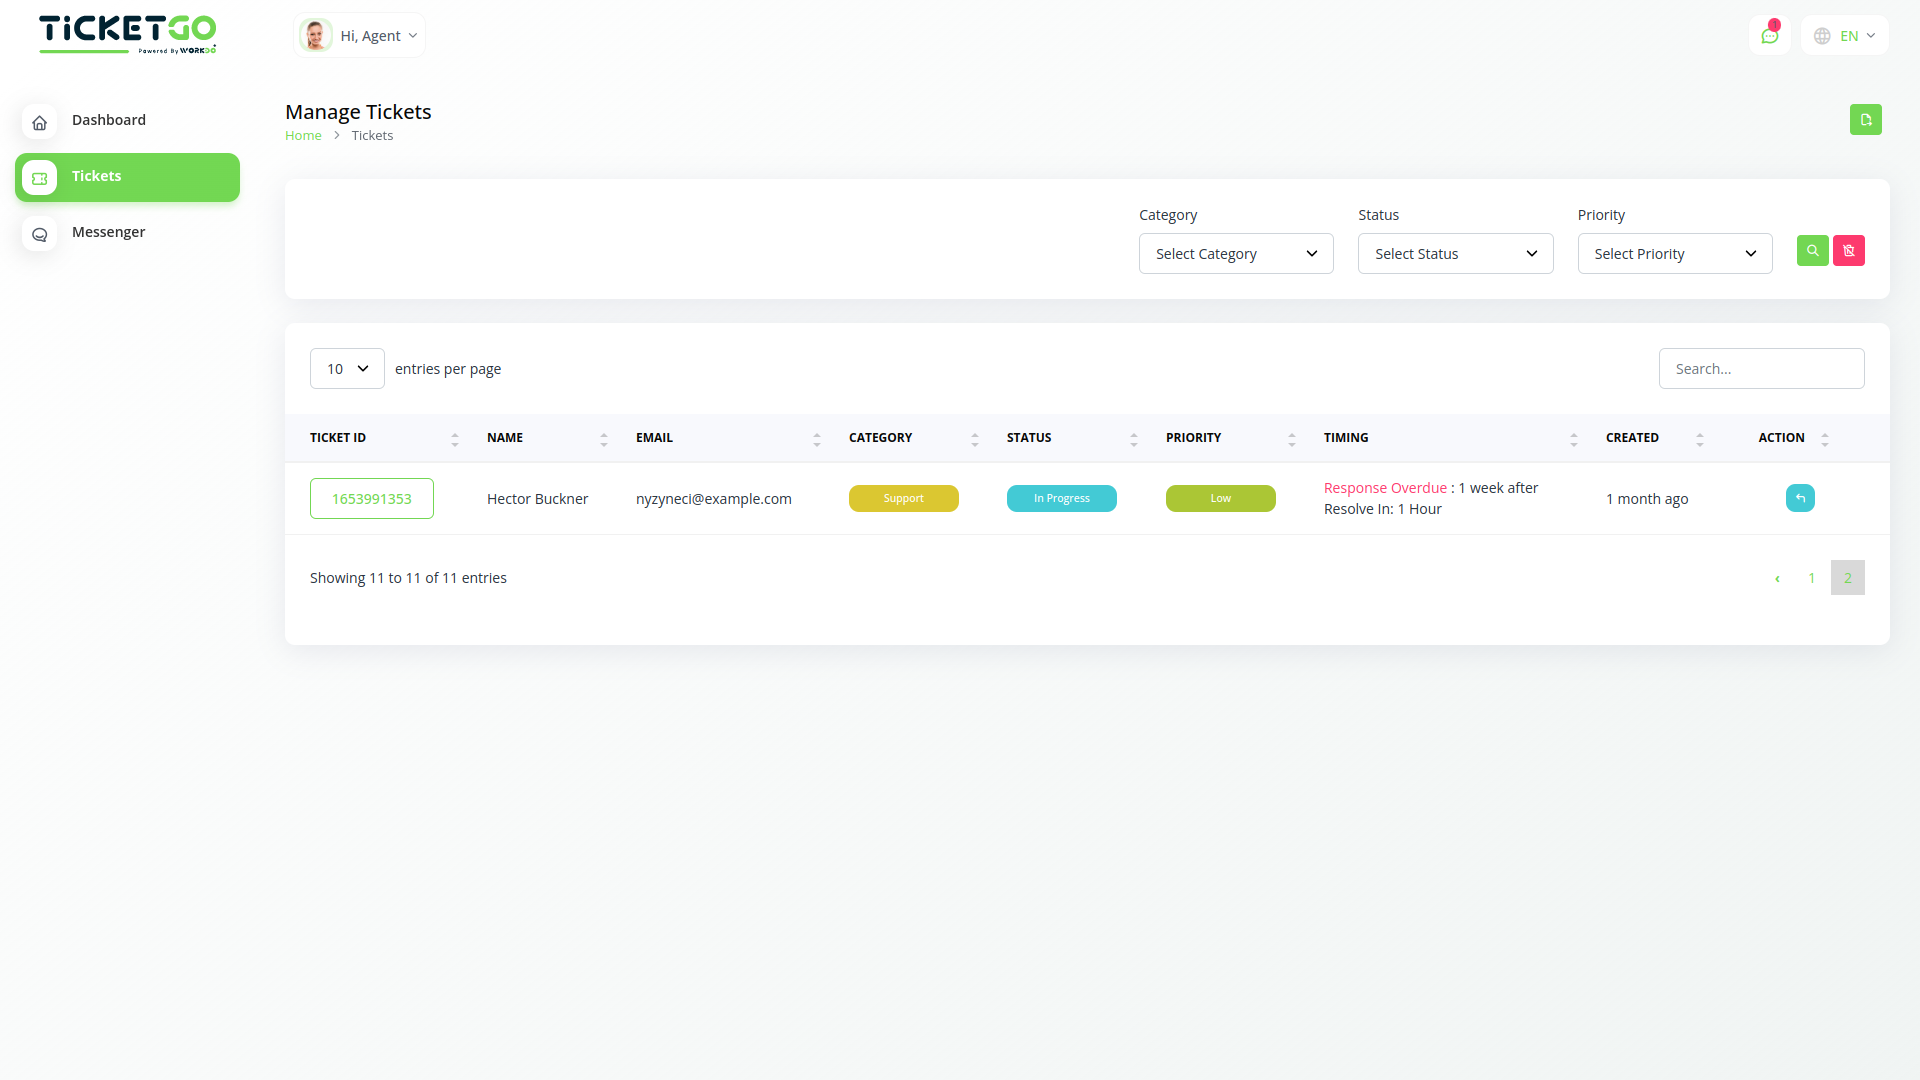 TiCKETGO
Powered By WORKDO
Hi, Agent
1
EN
Dashboard
Tickets
Messenger
Manage Tickets
Home > Tickets
Category
Status
Priority
Select Category
Select Status
Select Priority
10 entries per page
Search...
TICKET ID NAME EMAIL CATEGORY STATUS PRIORITY TIMING CREATED ACTION
1653991353 Hector Buckner nyzyneci@example.com Support In Progress Low Response Overdue : 1 week after 1 month ago
Resolve In: 1 Hour
Showing 11 to 11 of 11 entries
‹ 1 2